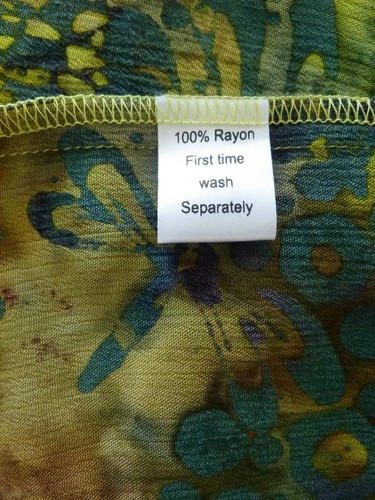 100% Rayon
First time
wash
Separately